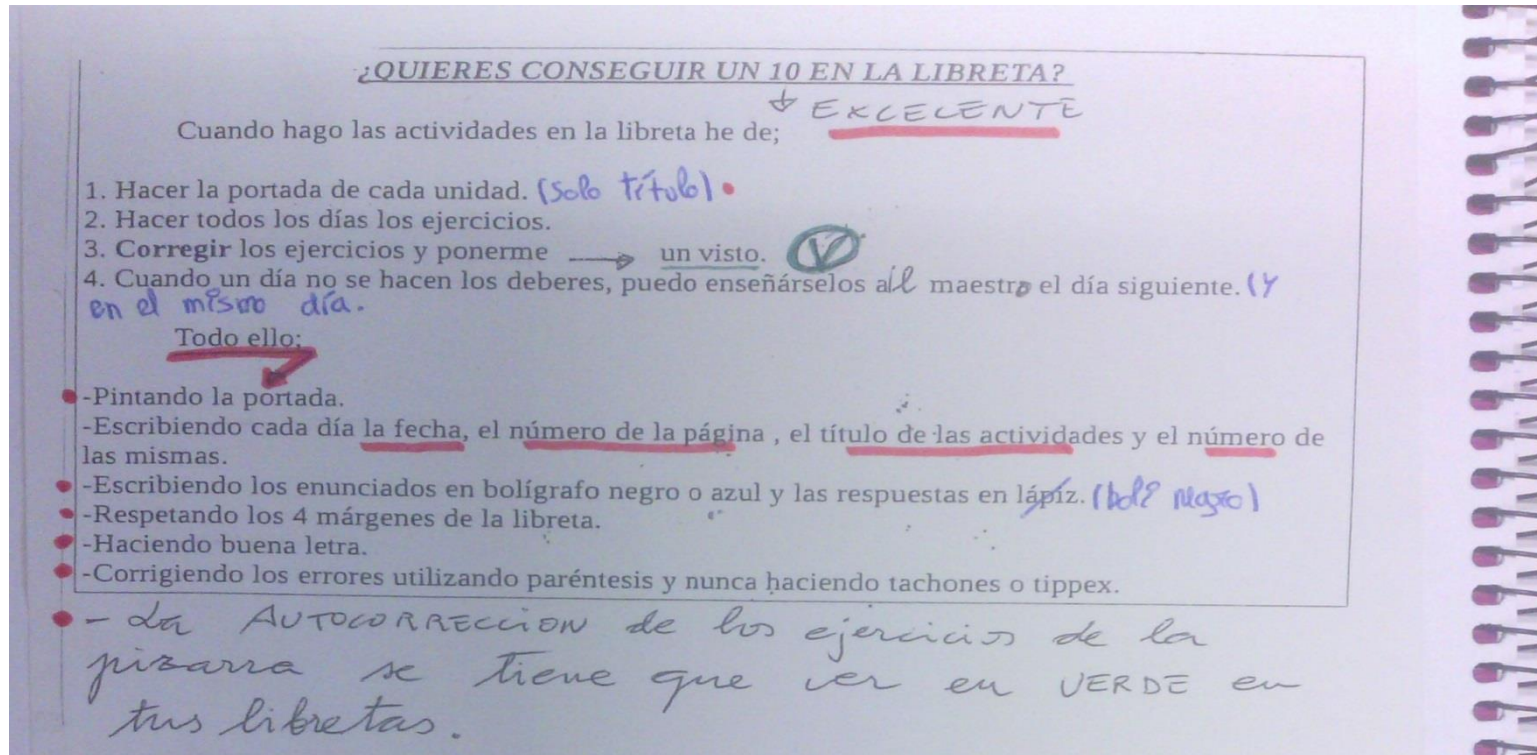 ¿QUIERES CONSEGUIR UN 10 EN LA LIBRETA?
EXCELENTE
Cuando hago las actividades en la libreta he de;
1. Hacer la portada de cada unidad. (Solo título)
2. Hacer todos los días los ejercicios.
3. Corregir los ejercicios y ponerme → un visto. V
4. Cuando un día no se hacen los deberes, puedo enseñárselos al maestro el día siguiente. (Y
en el mismo día.
Todo ello;
-Pintando la portada.
-Escribiendo cada día la fecha, el número de la página , el título de las actividades y el número de
las mismas.
-Escribiendo los enunciados en bolígrafo negro o azul y las respuestas en lápiz. (boli negro)
-Respetando los 4 márgenes de la libreta.
-Haciendo buena letra.
-Corrigiendo los errores utilizando paréntesis y nunca haciendo tachones o tippex.
- La AUTOCORRECCION de los ejercicios de la
pizarra se tiene que ver en VERDE en
tus libretas.